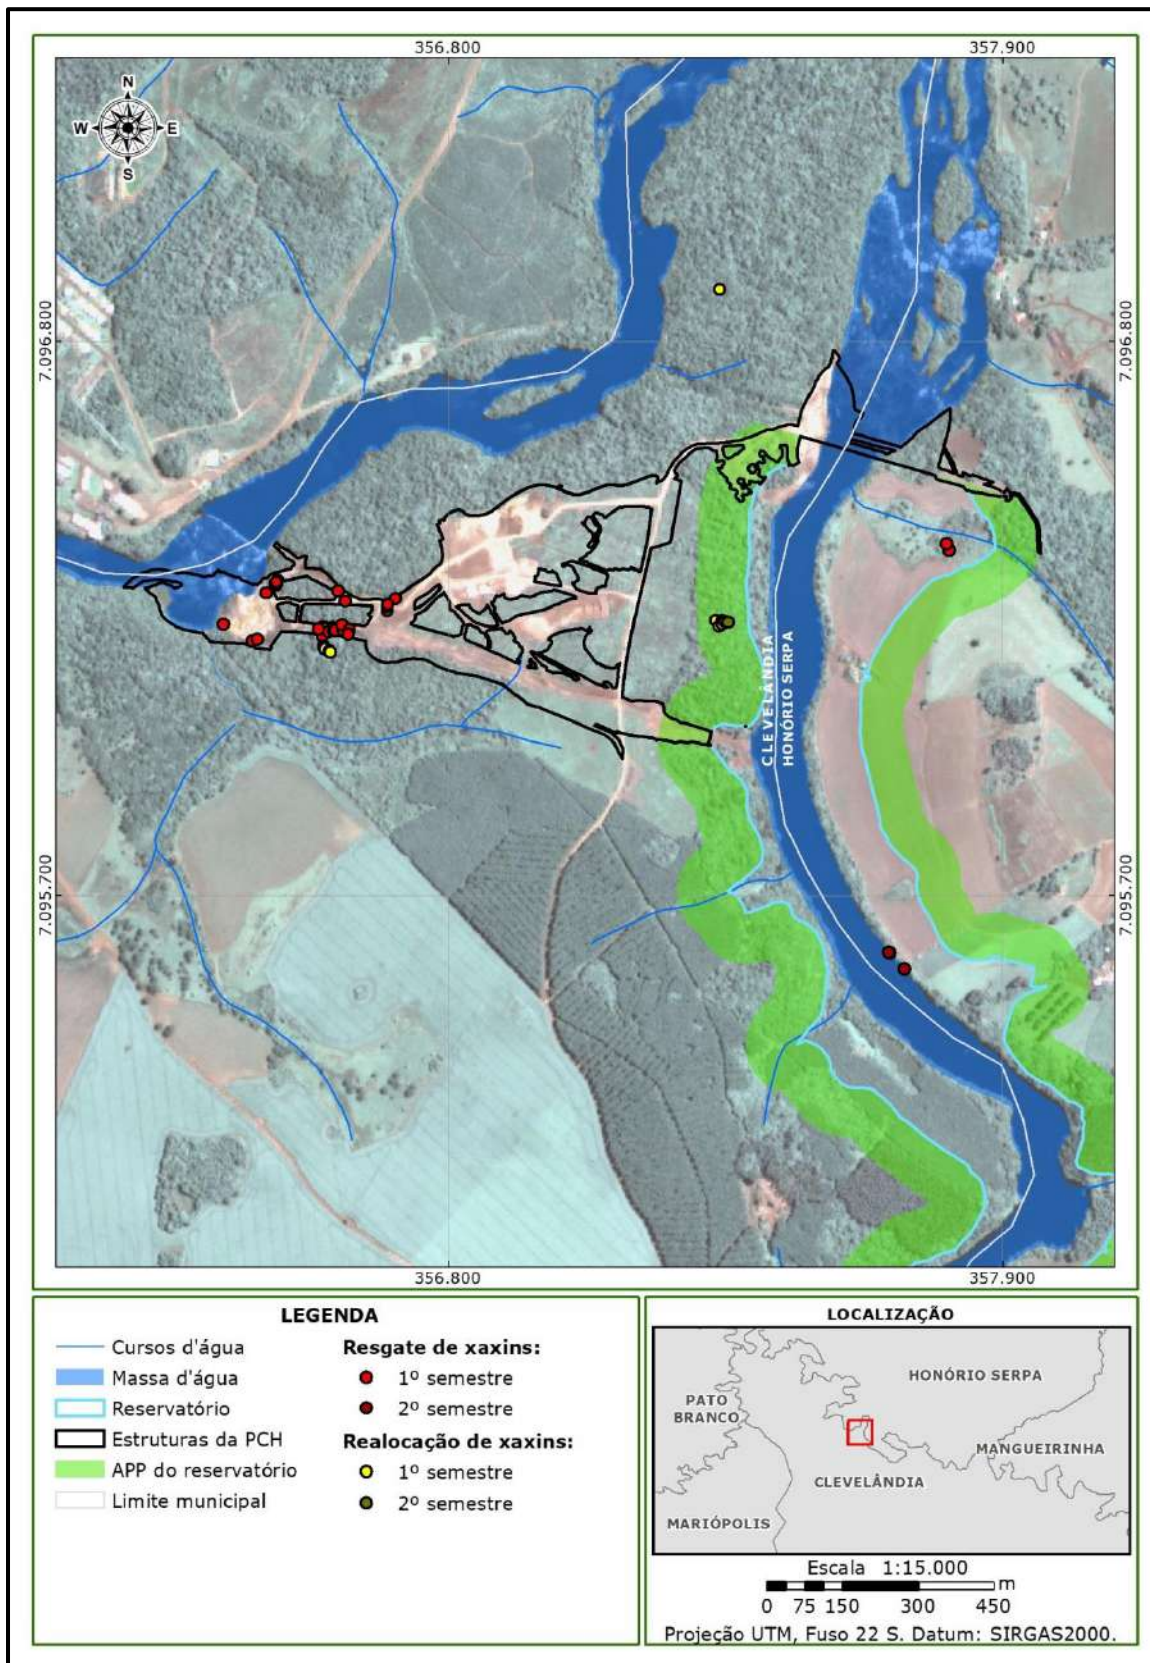 356.800
357.900
N
W
E
S
7.096.800
7.096.800
CLEVELÂNDIA
HONÓRIO SERPA
7.095.700
7.095.700
356.800
357.900
LEGENDA
Cursos d'água
Massa d'água
Reservatório
Estruturas da PCH
APP do reservatório
Limite municipal
Resgate de xaxins:
1º semestre
2º semestre
Realocação de xaxins:
1º semestre
2º semestre
LOCALIZAÇÃO
HONÓRIO SERPA
PATO
BRANCO
MANGUEIRINHA
CLEVELÂNDIA
MARIÓPOLIS
Escala 1:15.000
m
0 75 150 300 450
Projeção UTM, Fuso 22 S. Datum: SIRGAS2000.